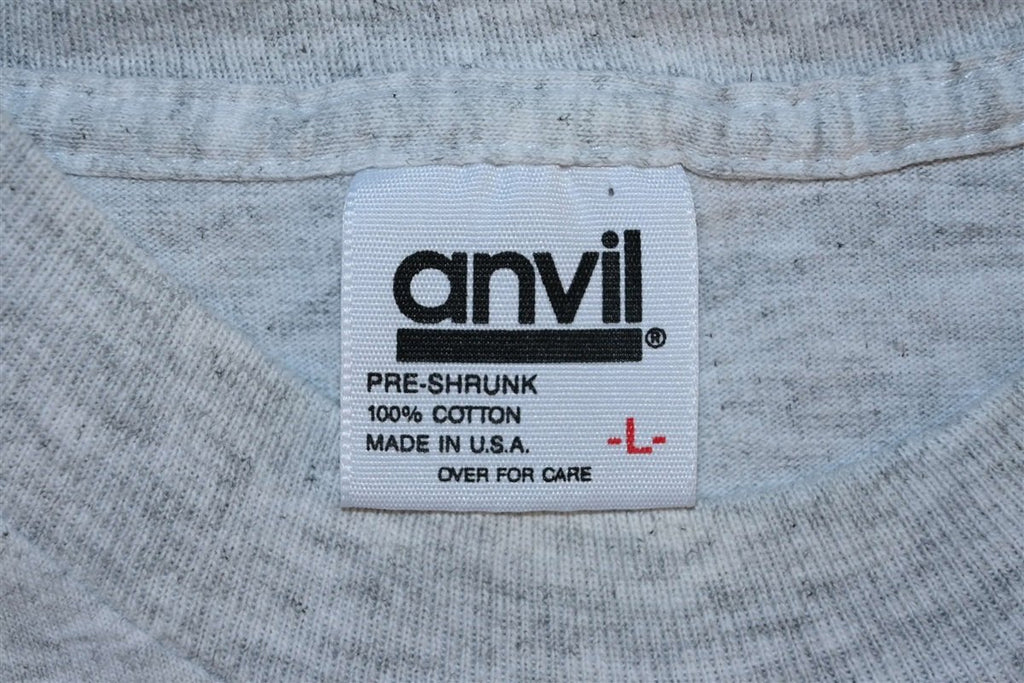 anvil®
PRE-SHRUNK
100% COTTON
MADE IN U.S.A. -L-
OVER FOR CARE